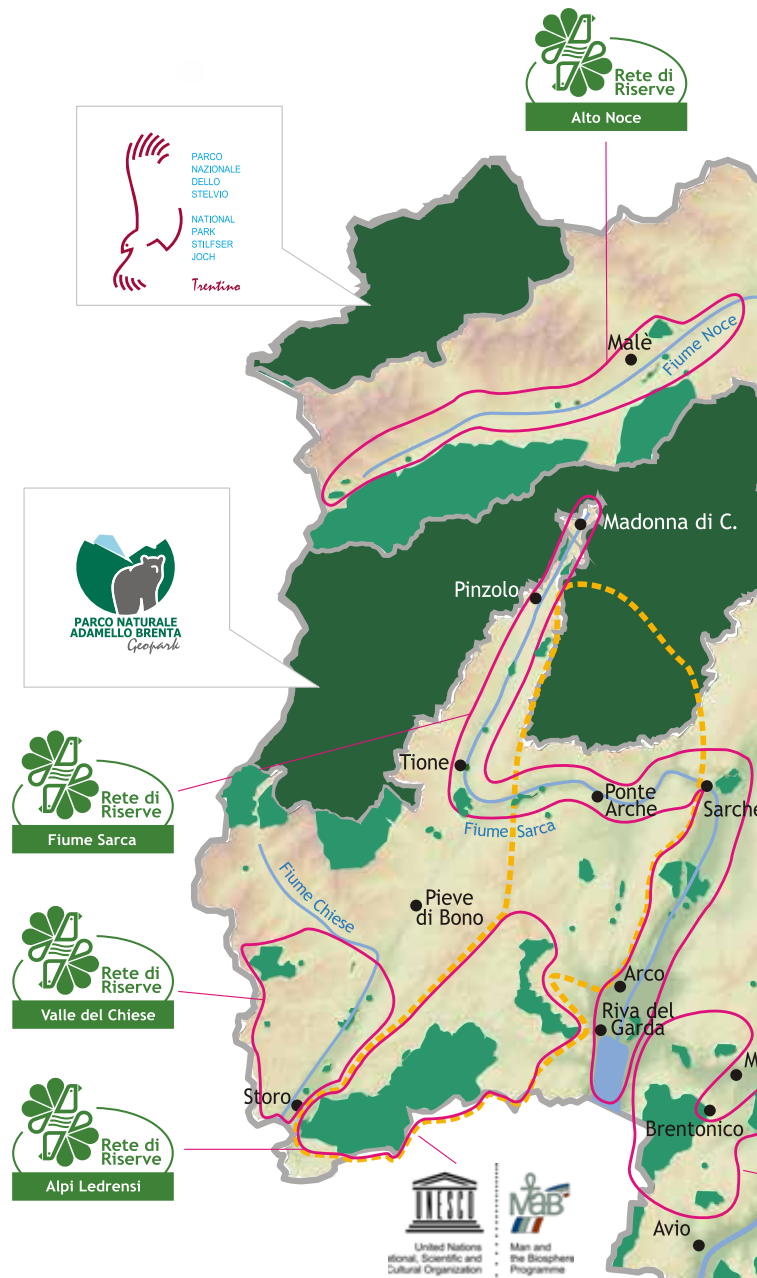 Rete di
Riserve
Alto Noce
PARCO
NAZIONALE
DELLO
STELVIO
NATIONAL
PARK
STILFSER
JOCH
Trentino
Malè
Fiume Noce
Madonna di C.
Pinzolo
PARCO NATURALE
ADAMELLO BRENTA
Geopark
Tione
Ponte
Arche
Sarche
Fiume Sarca
Rete di
Riserve
Fiume Sarca
Fiume Chiese
Pieve
di Bono
Rete di
Riserve
Valle del Chiese
Arco
Riva del
Garda
M
Storo
Brentonico
Rete di
Riserve
Alpi Ledrensi
Avio
UNESCO
United Nations
ational, Scientific and
Cultural Organization
MAB
Man and
the Biosphere
Programme